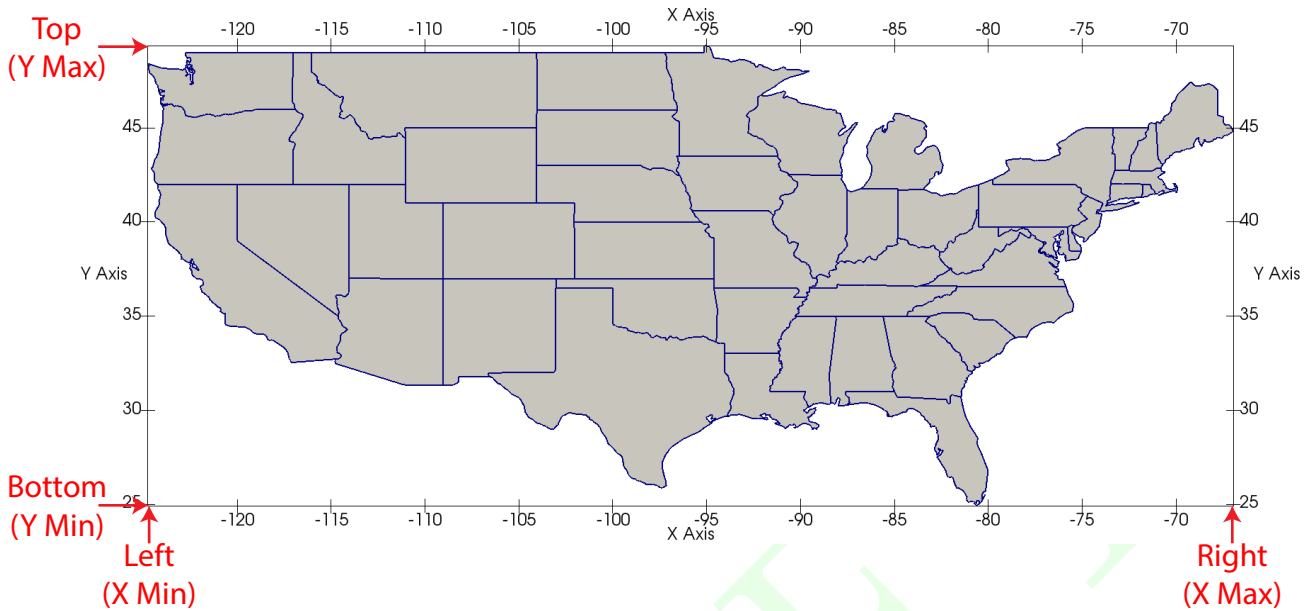 X Axis
Top
(Y Max)
-120 -115 -110 -105 -100 -95 -90 -85 -80 -75 -70
45 45
40 40
Y Axis Y Axis
35 35
30 30
Bottom
(Y Min)
25 25
-120 -115 -110 -105 -100 -95 -90 -85 -80 -75 -70
X Axis
Left
(X Min)
Right
(X Max)